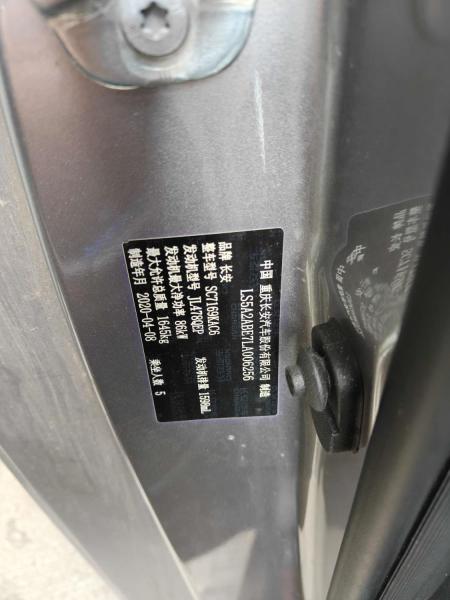 中国 重庆长安汽车股份有限公司 制造
LS5A2ABE7LA006256
品牌 长安
整车型号 SC7169KAC6
发动机型号 JL478QEP 发动机排量 1598mL
发动机最大净功率 86kW
最大允许总质量 1645kg
制造年月 2020-04-08 乘坐人数 5